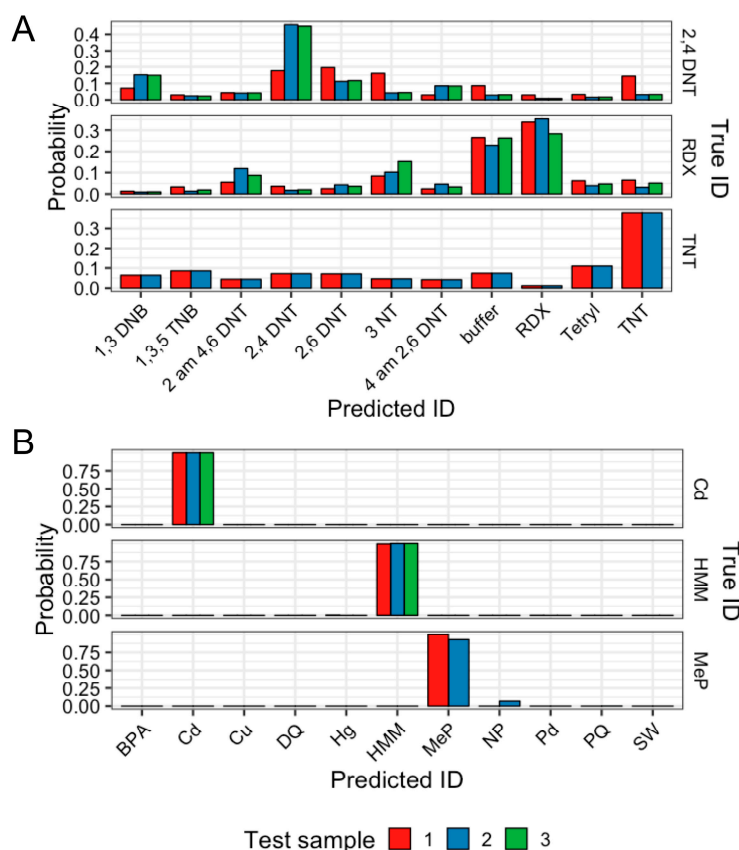 A
0.4
0.3
0.2
0.1
0.0
2,4 DNT
0.3
0.2
0.1
0.0
RDX
0.3
0.2
0.1
0.0
TNT
Probability
True ID
1,3 DNB
1,3,5 TNB
2 am 4,6 DNT
2,4 DNT
2,6 DNT
3 NT
4 am 2,6 DNT
buffer
RDX
Tetryl
TNT
Predicted ID
B
0.75
0.50
0.25
0.00
Cd
0.75
0.50
0.25
0.00
HMM
0.75
0.50
0.25
0.00
MeP
Probability
True ID
BPA
Cd
Cu
DQ
Hg
HMM
MeP
NP
Pd
PQ
SW
Predicted ID
Test sample 1 2 3